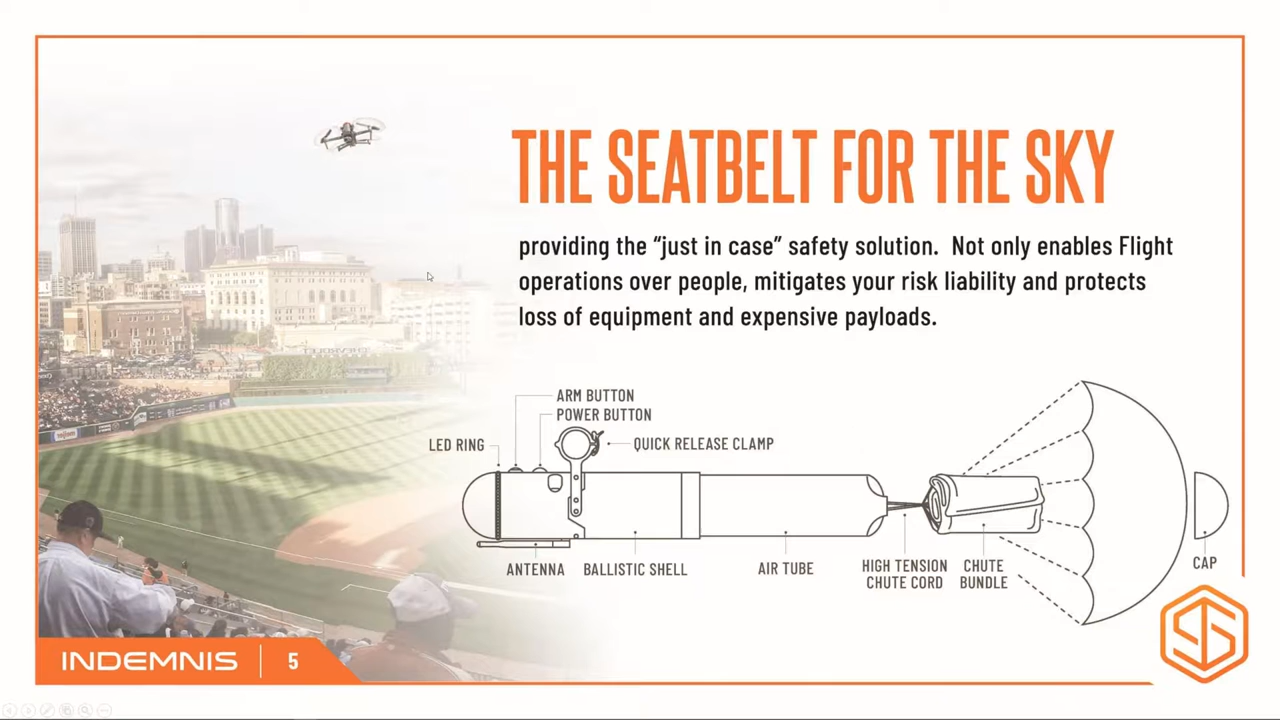 THE SEATBELT FOR THE SKY
providing the “just in case” safety solution.  Not only enables Flight
operations over people, mitigates your risk liability and protects
loss of equipment and expensive payloads.
ARM BUTTON
POWER BUTTON
LED RING
QUICK RELEASE CLAMP
ANTENNA
BALLISTIC SHELL
AIR TUBE
HIGH TENSION
CHUTE CORD
CHUTE
BUNDLE
CAP
INDEMNIS
5